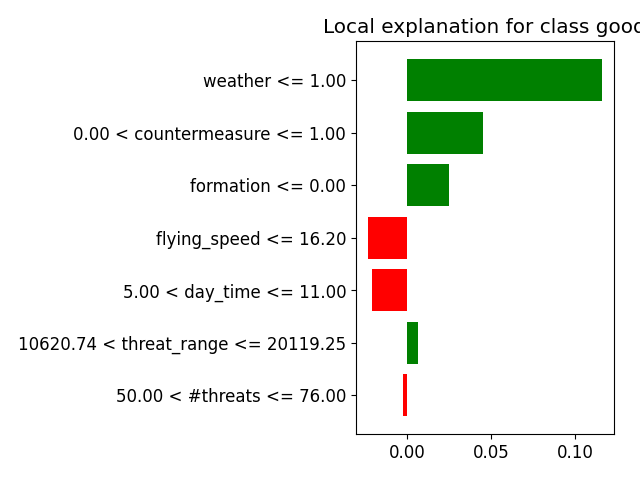 Local explanation for class good
weather <= 1.00
0.00 < countermeasure <= 1.00
formation <= 0.00
flying_speed <= 16.20
5.00 < day_time <= 11.00
10620.74 < threat_range <= 20119.25
50.00 < #threats <= 76.00
0.00 0.05 0.10